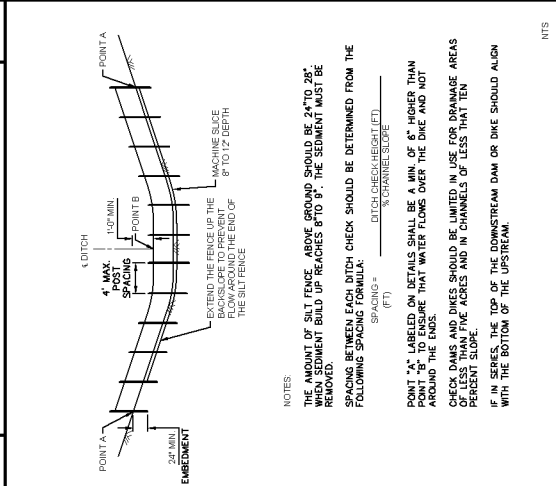 POINT A
24" MIN.
EMBEDMENT
4' MAX.
POST
SPACING
℄ DITCH
1'-0" MIN.
POINT B
POINT A
EXTEND THE FENCE UP THE
BACKSLOPE TO PREVENT
FLOW AROUND THE END OF
THE SILT FENCE
MACHINE SLICE
8" TO 12" DEPTH
NOTES:
THE AMOUNT OF SILT FENCE ABOVE GROUND SHOULD BE 24"TO 28".
WHEN SEDIMENT BUILD UP REACHES 8"TO 9". THE SEDIMENT MUST BE
REMOVED.
SPACING BETWEEN EACH DITCH CHECK SHOULD BE DETERMINED FROM THE
FOLLOWING SPACING FORMULA:
SPACING = DITCH CHECK HEIGHT (FT)
(FT) % CHANNEL SLOPE
POINT "A" LABELED ON DETAILS SHALL BE A MIN. OF 6" HIGHER THAN
POINT "B" TO ENSURE THAT WATER FLOWS OVER THE DIKE AND NOT
AROUND THE ENDS.
CHECK DAMS AND DIKES SHOULD BE LIMITED IN USE FOR DRAINAGE AREAS
OF LESS THAN FIVE ACRES AND IN CHANNELS OF LESS THAT TEN
PERCENT SLOPE.
IF IN SERIES, THE TOP OF THE DOWNSTREAM DAM OR DIKE SHOULD ALIGN
WITH THE BOTTOM OF THE UPSTREAM.
NTS